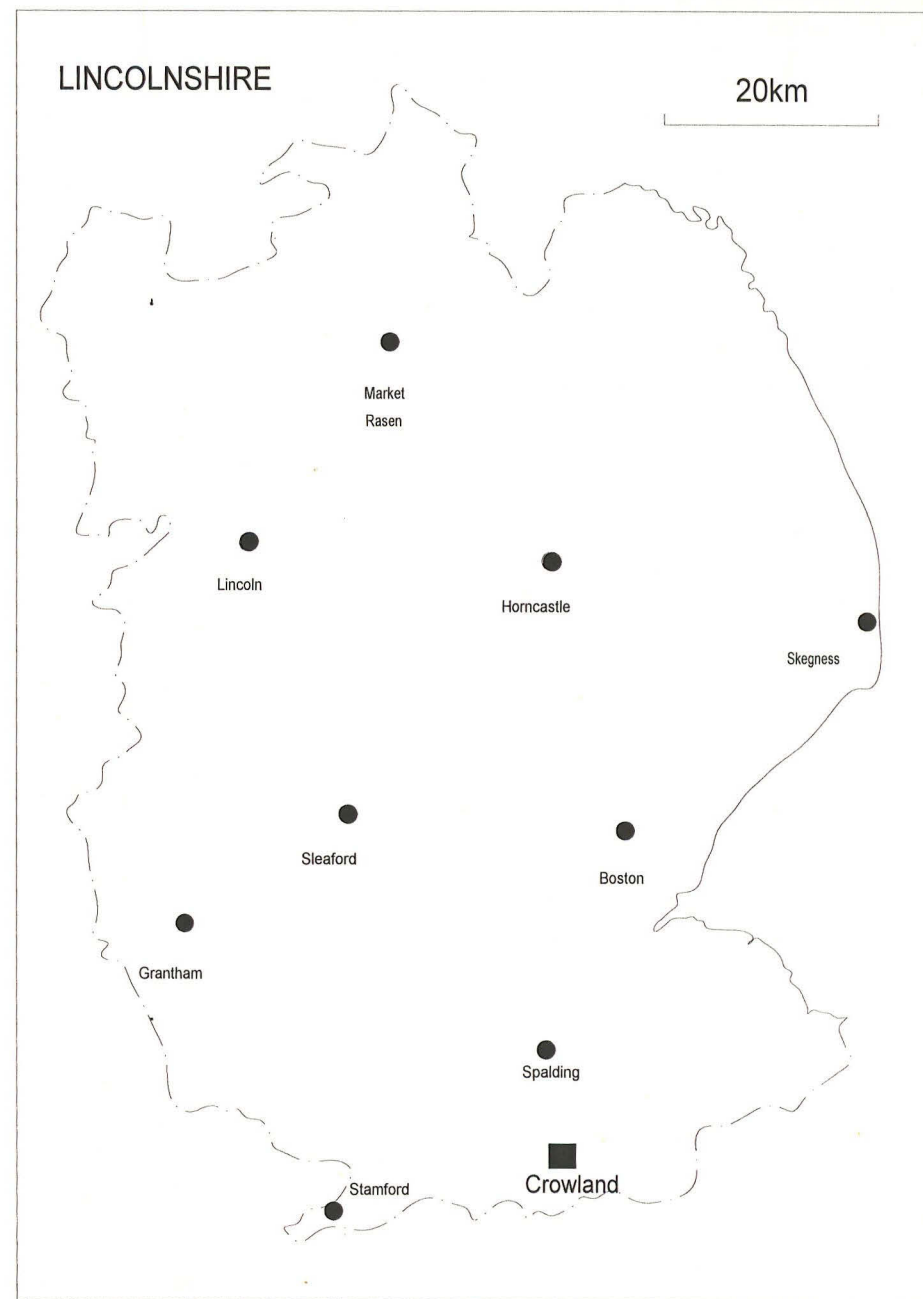 LINCOLNSHIRE
20km
Market
Rasen
Lincoln
Horncastle
Skegness
Sleaford
Boston
Grantham
Spalding
Crowland
Stamford